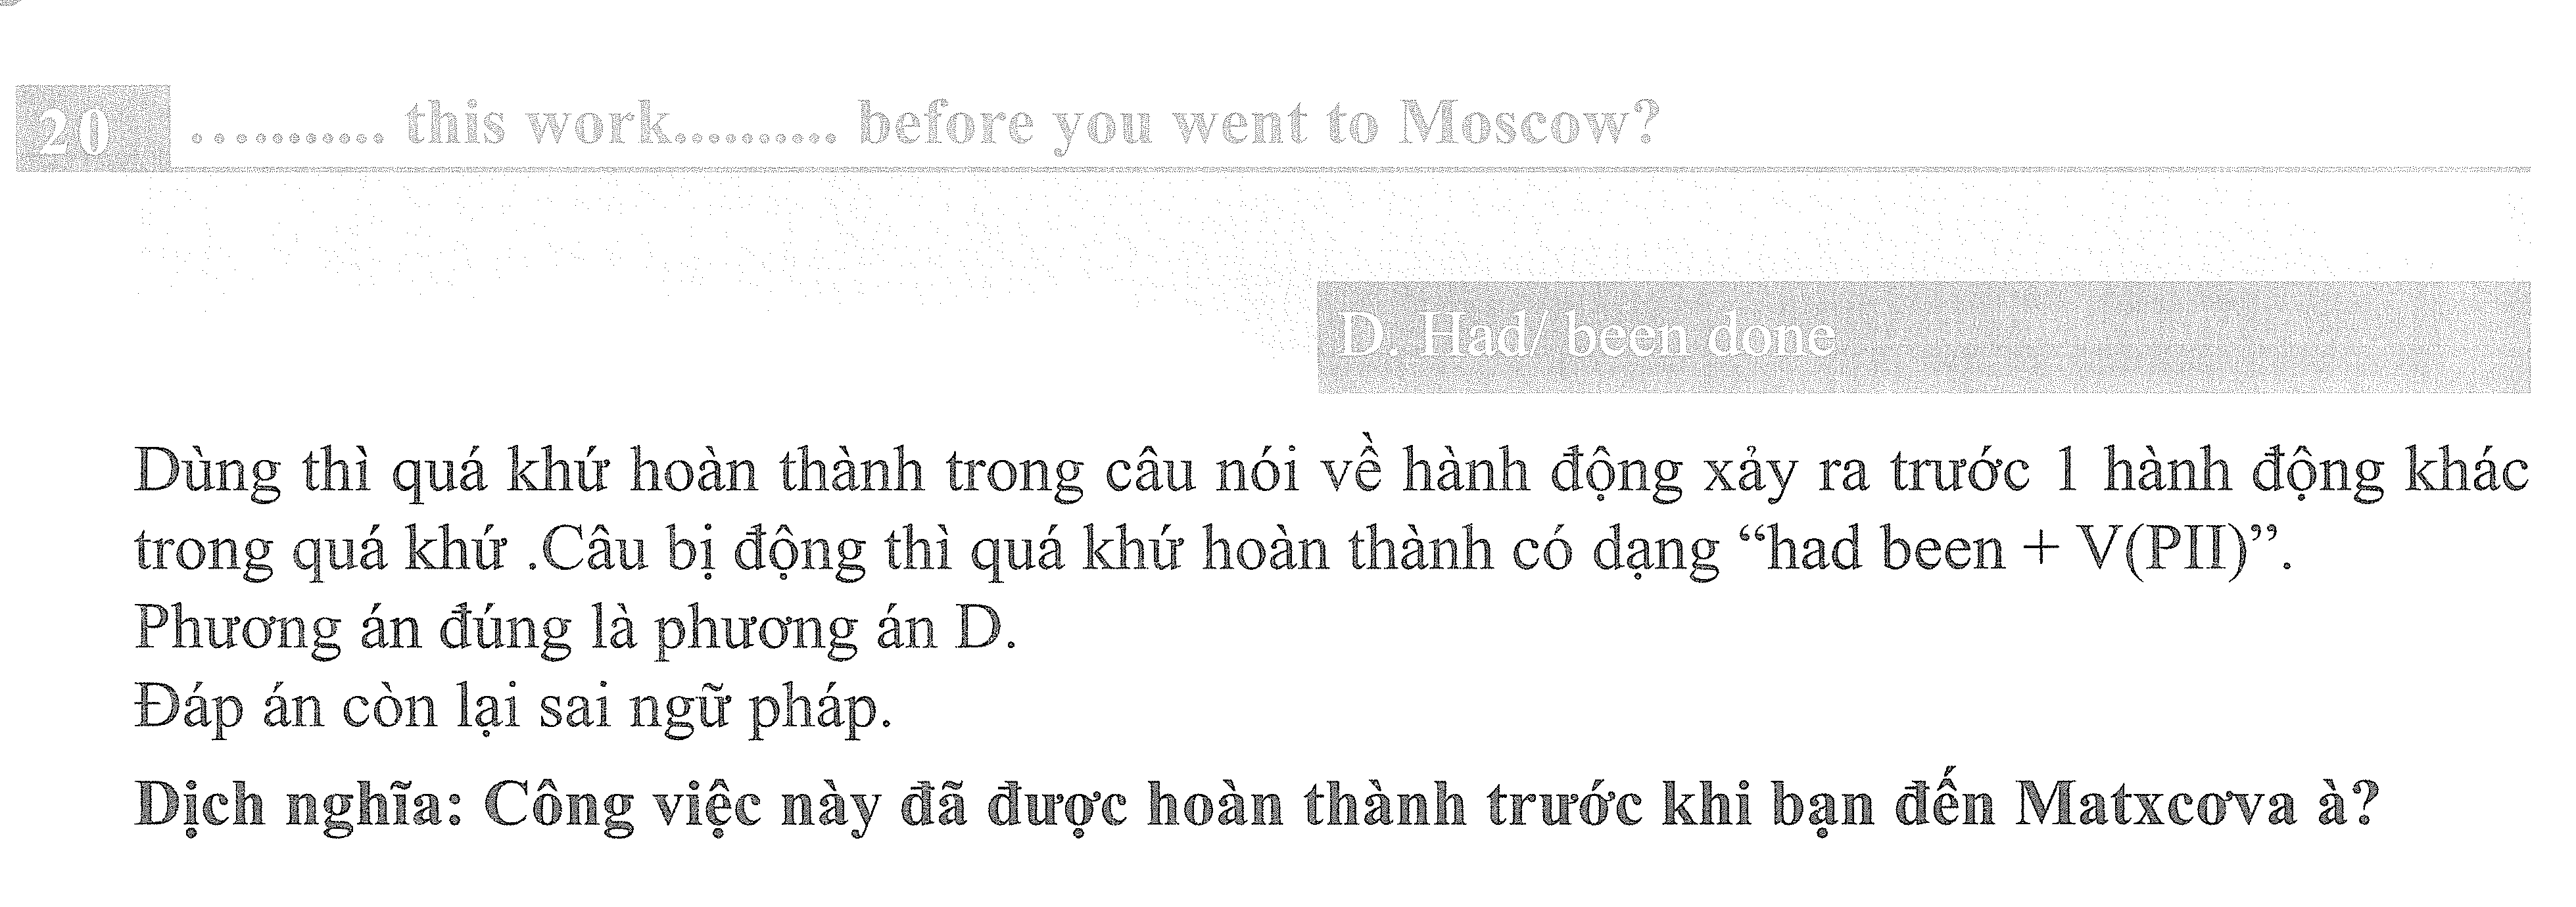 20 ........... this work.......... before you went to Moscow?
D. Had/ been done
Dùng thì quá khứ hoàn thành trong câu nói về hành động xảy ra trước 1 hành động khác
trong quá khứ .Câu bị động thì quá khứ hoàn thành có dạng “had been + V(PII)”.
Phương án đúng là phương án D.
Đáp án còn lại sai ngữ pháp.
Dịch nghĩa: Công việc này đã được hoàn thành trước khi bạn đến Matxcơva à?